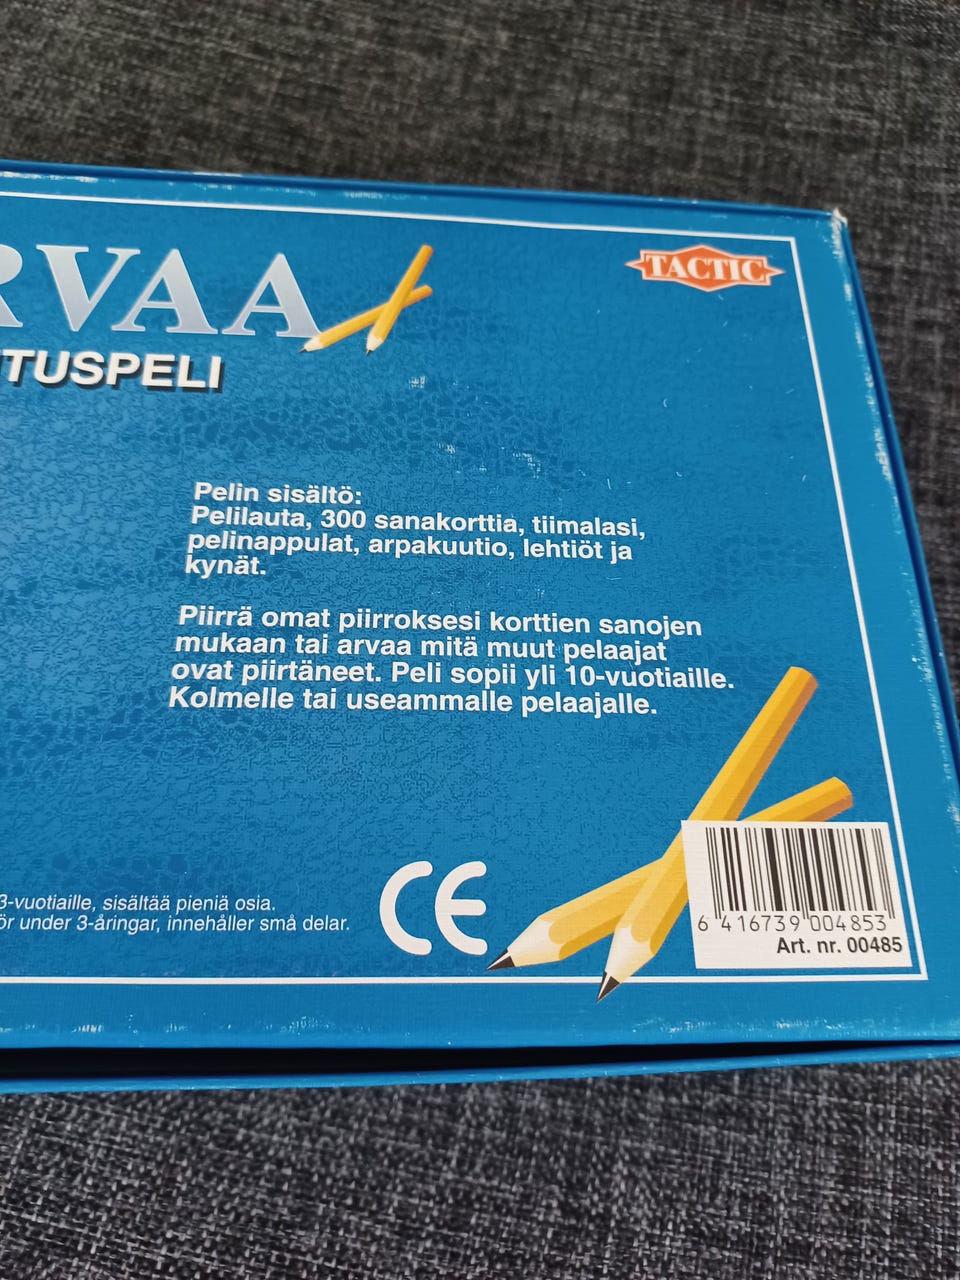 RVAA
TACTIC
TUSPELI
Pelin sisältö:
Pelilauta, 300 sanakorttia, tiimalasi,
pelinappulat, arpakuutio, lehtiöt ja
kynät.
Piirrä omat piirroksesi korttien sanojen
mukaan tai arvaa mitä muut pelaajat
ovat piirtäneet. Peli sopii yli 10-vuotiaille.
Kolmelle tai useammalle pelaajalle.
3-vuotiaille, sisältää pieniä osia.
ör under 3-åringar, innehåller små delar.
CE
6 416739 004853
Art. nr. 00485